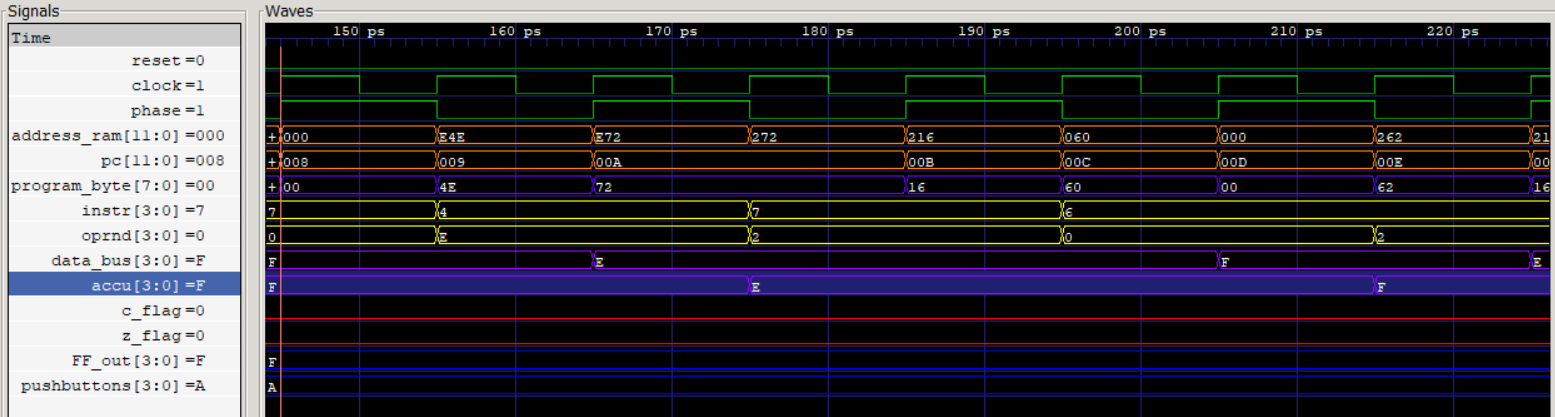 Signals
Waves
Time
150 ps 160 ps 170 ps 180 ps 190 ps 200 ps 210 ps 220 ps
reset=0
clock=1
phase=1
address_ram[11:0]=000 + 000 E4E E72 272 216 060 000 262 21
pc[11:0]=008 + 008 009 00A 00B 00C 00D 00E 00
program_byte[7:0]=00 + 00 4E 72 16 60 00 62 16
instr[3:0]=7 7 4 7 6
oprnd[3:0]=0 0 E 2 0 2
data_bus[3:0]=F F E F E
accu[3:0]=F F E F
c_flag=0
z_flag=0
FF_out[3:0]=F F
pushbuttons[3:0]=A A